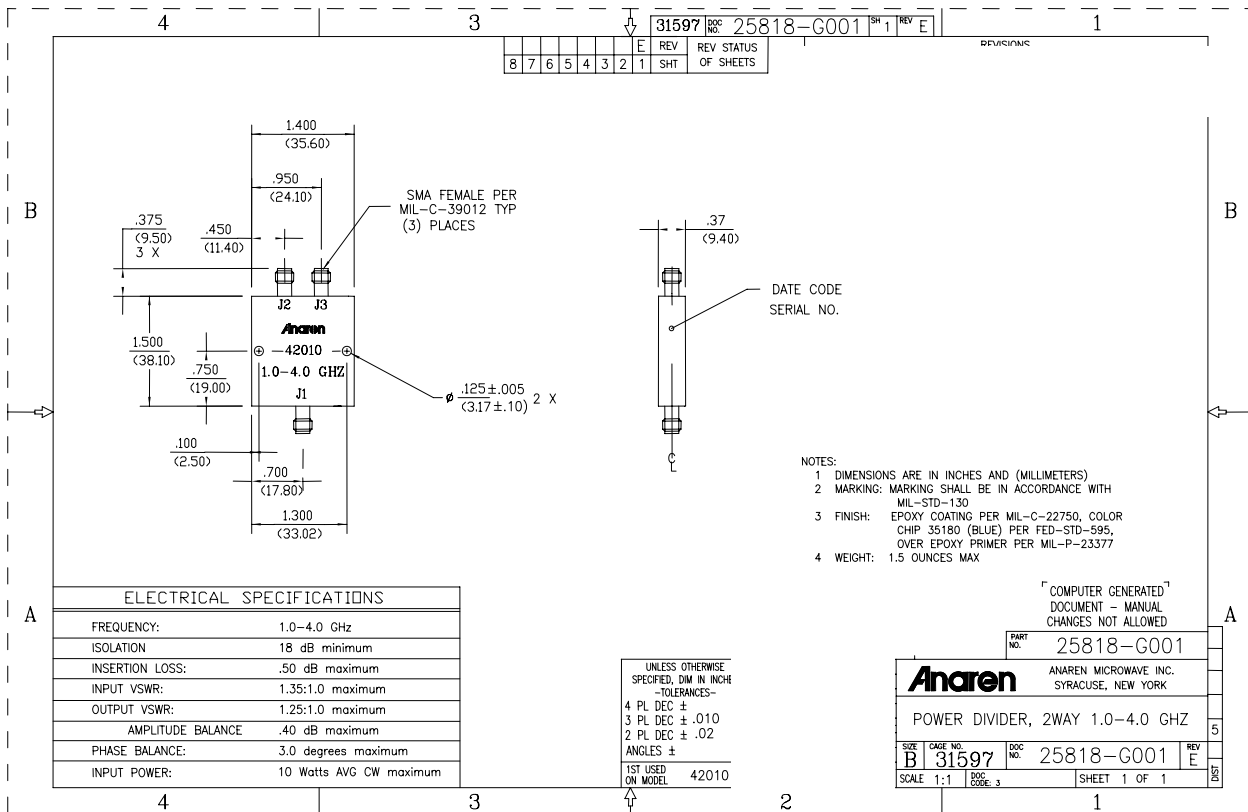 4 3 1
31597 DOC NO. 25818-G001 SH 1 REV E
E REV REV STATUS OF SHEETS
8 7 6 5 4 3 2 1 SHT
1.400
(35.60)
.950
(24.10)
SMA FEMALE PER
MIL-C-39012 TYP
(3) PLACES
B B
.375
(9.50)
3 X
.450
(11.40)
.37
(9.40)
J2 J3
DATE CODE
SERIAL NO.
Anaren
1.500
(38.10)
42010
.750
(19.00)
1.0-4.0 GHZ
J1
ø .125±.005 2 X
(3.17±.10)
.100
(2.50)
.700
(17.80)
1.300
(33.02)
CL
NOTES:
1 DIMENSIONS ARE IN INCHES AND (MILLIMETERS)
2 MARKING: MARKING SHALL BE IN ACCORDANCE WITH
MIL-STD-130
3 FINISH: EPOXY COATING PER MIL-C-22750, COLOR
CHIP 35180 (BLUE) PER FED-STD-595,
OVER EPOXY PRIMER PER MIL-P-23377
4 WEIGHT: 1.5 OUNCES MAX
ELECTRICAL SPECIFICATIONS
FREQUENCY: 1.0-4.0 GHz
ISOLATION 18 dB minimum
INSERTION LOSS: .50 dB maximum
INPUT VSWR: 1.35:1.0 maximum
OUTPUT VSWR: 1.25:1.0 maximum
AMPLITUDE BALANCE .40 dB maximum
PHASE BALANCE: 3.0 degrees maximum
INPUT POWER: 10 Watts AVG CW maximum
A A
UNLESS OTHERWISE
SPECIFIED, DIM IN
-TOLERANCES-
4 PL DEC ±
3 PL DEC ± .010
2 PL DEC ± .02
ANGLES ±
1ST USED
ON MODEL 42010
COMPUTER GENERATED
DOCUMENT - MANUAL
CHANGES NOT ALLOWED
PART NO. 25818-G001
Anaren ANAREN MICROWAVE INC.
SYRACUSE, NEW YORK
POWER DIVIDER, 2WAY 1.0-4.0 GHZ
SIZE B CAGE NO. 31597 DOC NO. 25818-G001 REV E
SCALE 1:1 DOC CODE: 3 SHEET 1 OF 1
5
DIST
4 3 2 1